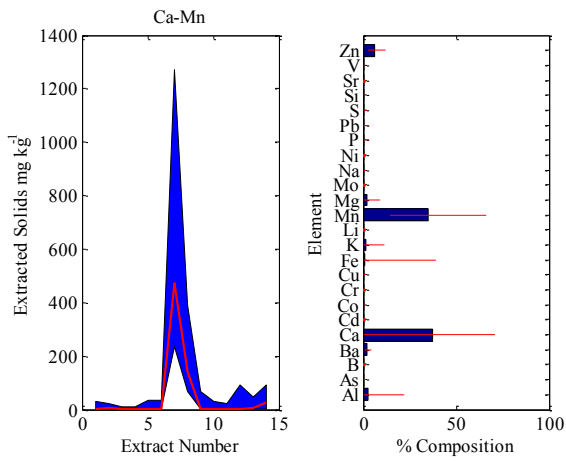 Ca-Mn
1400
1200
1000
800
600
400
200
0
0 5 10 15
Extract Number
Extracted Solids mg kg⁻¹
Zn
V
Sr
Si
S
Pb
P
Ni
Na
Mo
Mg
Mn
Li
K
Fe
Cu
Cr
Co
Cd
Ca
Ba
B
As
Al
0 50 100
% Composition
Element